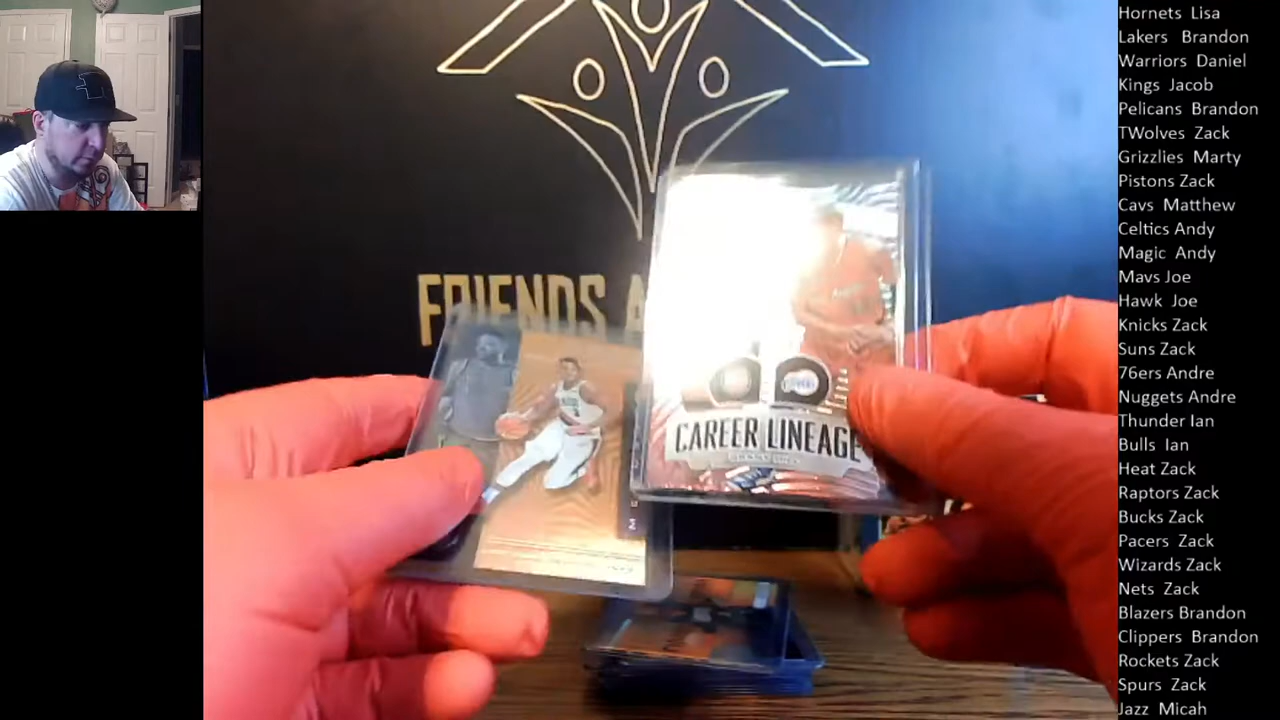 FRIENDS A
CAREER LINEAGE
CLIPPERS
Hornets Lisa
Lakers Brandon
Warriors Daniel
Kings Jacob
Pelicans Brandon
TWolves Zack
Grizzlies Marty
Pistons Zack
Cavs Matthew
Celtics Andy
Magic Andy
Mavs Joe
Hawk Joe
Knicks Zack
Suns Zack
76ers Andre
Nuggets Andre
Thunder Ian
Bulls Ian
Heat Zack
Raptors Zack
Bucks Zack
Pacers Zack
Wizards Zack
Nets Zack
Blazers Brandon
Clippers Brandon
Rockets Zack
Spurs Zack
Jazz Micah